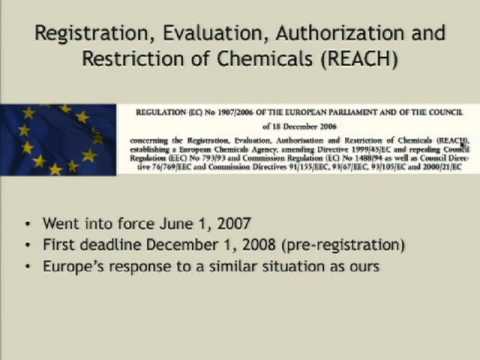 Registration, Evaluation, Authorization and
Restriction of Chemicals (REACH)
REGULATION (EC) No 1907/2006 OF THE EUROPEAN PARLIAMENT AND OF THE COUNCIL
of 18 December 2006
concerning the Registration, Evaluation, Authorisation and Restriction of Chemicals (REACH),
establishing a European Chemicals Agency, amending Directive 1999/45/EC and repealing Council
Regulation (EEC) No 793/93 and Commission Regulation (EC) No 1488/94 as well as Council Direc-
tive 76/769/EEC and Commission Directives 91/155/EEC, 93/67/EEC, 93/105/EC and 2000/21/EC
• Went into force June 1, 2007
• First deadline December 1, 2008 (pre-registration)
• Europe's response to a similar situation as ours